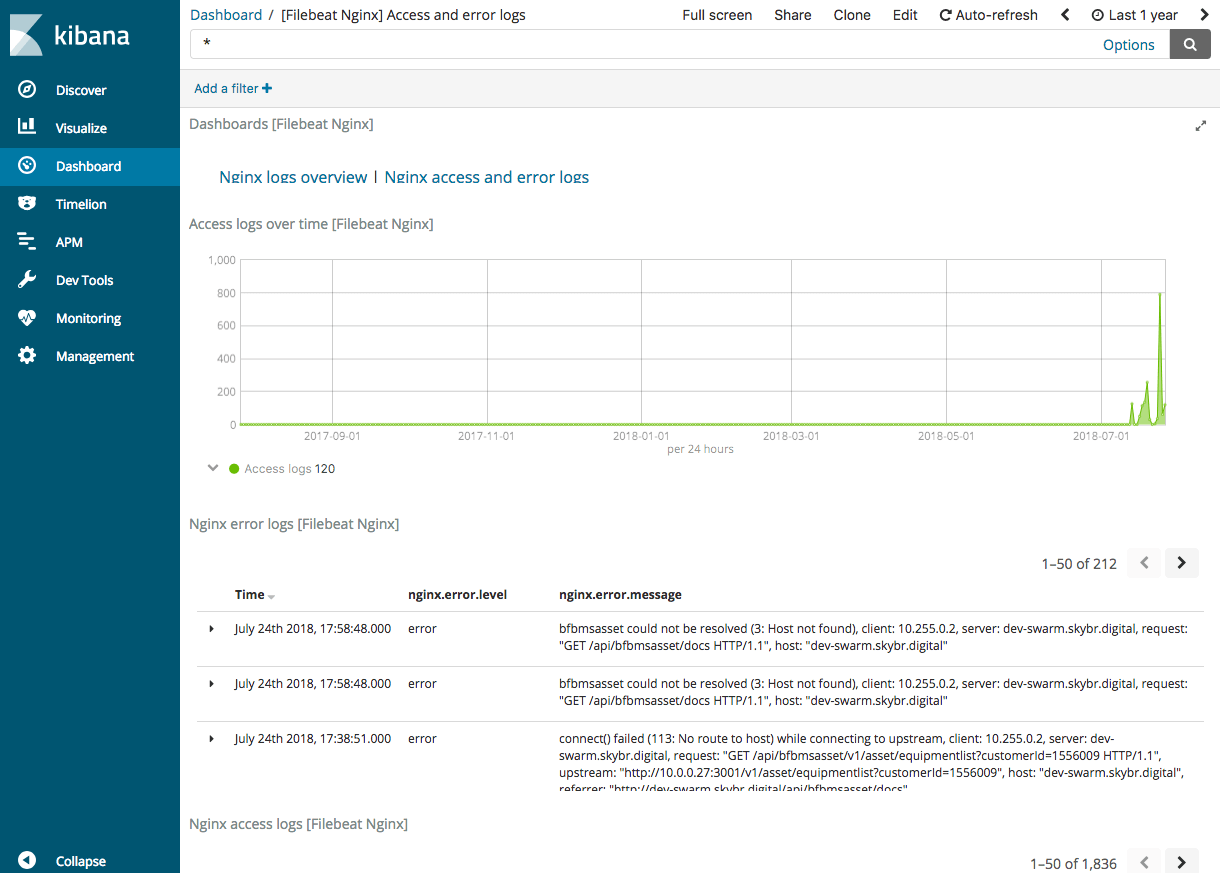 kibana
Discover
Visualize
Dashboard
Timelion
APM
Dev Tools
Monitoring
Management
Collapse
Dashboard / [Filebeat Nginx] Access and error logs
Full screen Share Clone Edit Auto-refresh Last 1 year
*
Options
Add a filter
Dashboards [Filebeat Nginx]
Nginx logs overview | Nginx access and error logs
Access logs over time [Filebeat Nginx]
1,000
800
600
400
200
0
2017-09-01 2017-11-01 2018-01-01 2018-03-01 2018-05-01 2018-07-01
per 24 hours
Access logs 120
Nginx error logs [Filebeat Nginx]
1–50 of 212
Time nginx.error.level nginx.error.message
July 24th 2018, 17:58:48.000 error bfbmsasset could not be resolved (3: Host not found), client: 10.255.0.2, server: dev-swarm.skybr.digital, request:
"GET /api/bfbmsasset/docs HTTP/1.1", host: "dev-swarm.skybr.digital"
July 24th 2018, 17:58:48.000 error bfbmsasset could not be resolved (3: Host not found), client: 10.255.0.2, server: dev-swarm.skybr.digital, request:
"GET /api/bfbmsasset/docs HTTP/1.1", host: "dev-swarm.skybr.digital"
July 24th 2018, 17:38:51.000 error connect() failed (113: No route to host) while connecting to upstream, client: 10.255.0.2, server: dev-
swarm.skybr.digital, request: "GET /api/bfbmsasset/v1/asset/equipmentlist?customerId=1556009 HTTP/1.1",
upstream: "http://10.0.0.27:3001/v1/asset/equipmentlist?customerId=1556009", host: "dev-swarm.skybr.digital",
referrer: "http://dev-swarm.skybr.digital/api/bfbmsasset/docs"
Nginx access logs [Filebeat Nginx]
1–50 of 1,836